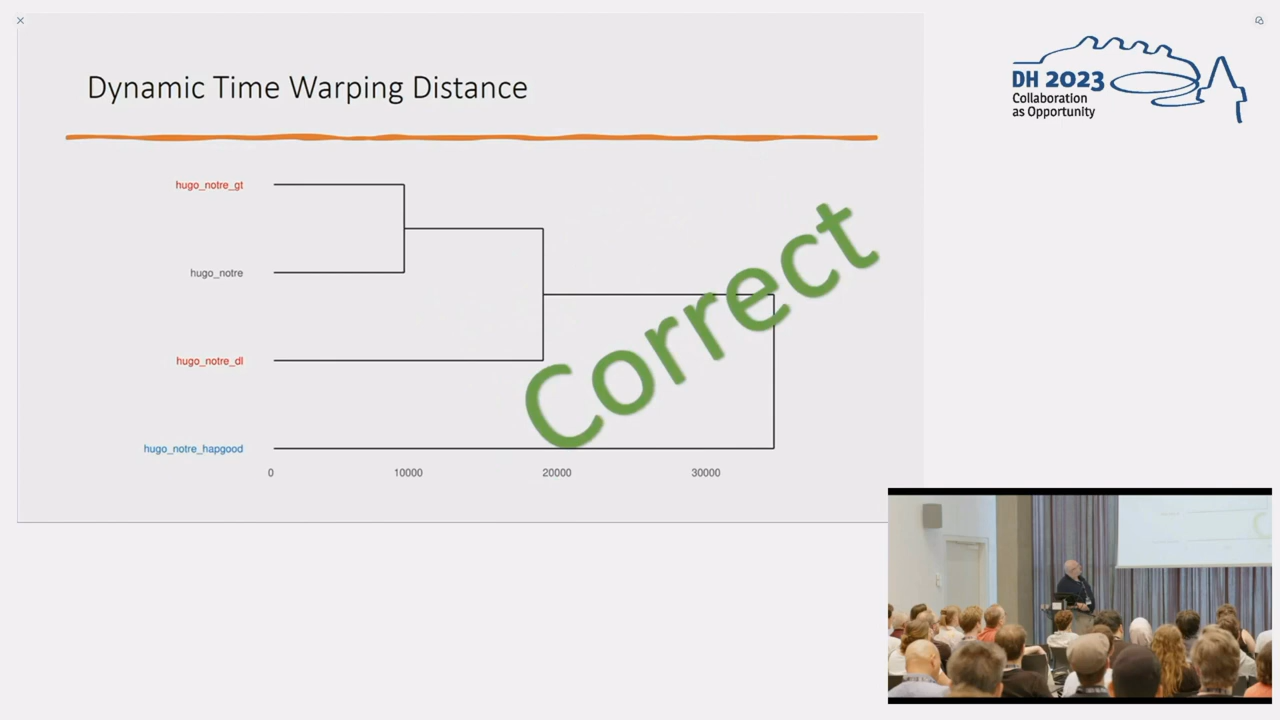 Dynamic Time Warping Distance
hugo_notre_gt
hugo_notre
hugo_notre_dl
hugo_notre_hapgood
0 10000 20000 30000
Correct
DH 2023
Collaboration
as Opportunity